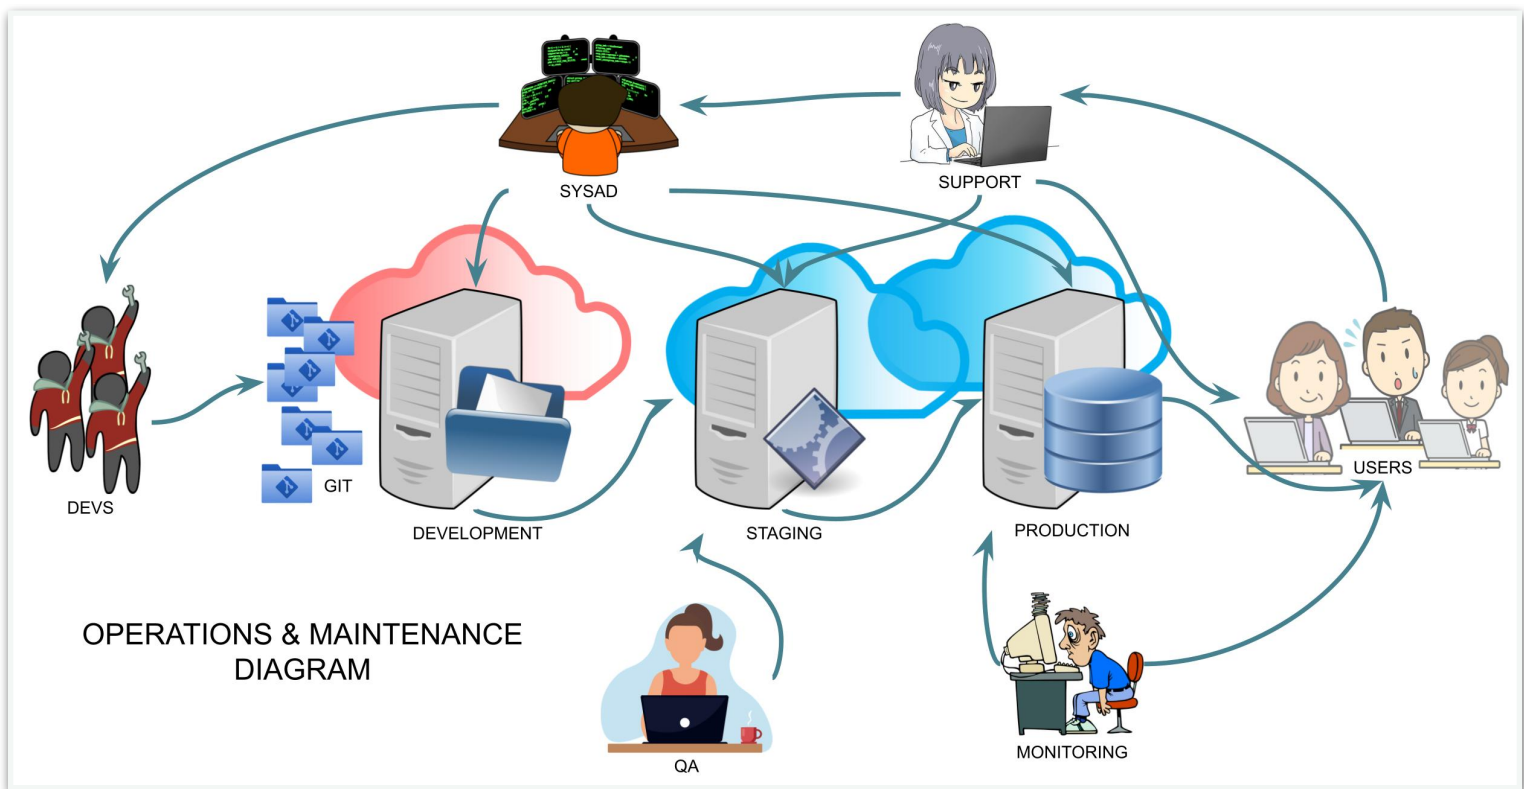 SYSAD
SUPPORT
USERS
GIT
DEVS
DEVELOPMENT
STAGING
PRODUCTION
OPERATIONS & MAINTENANCE
DIAGRAM
MONITORING
QA